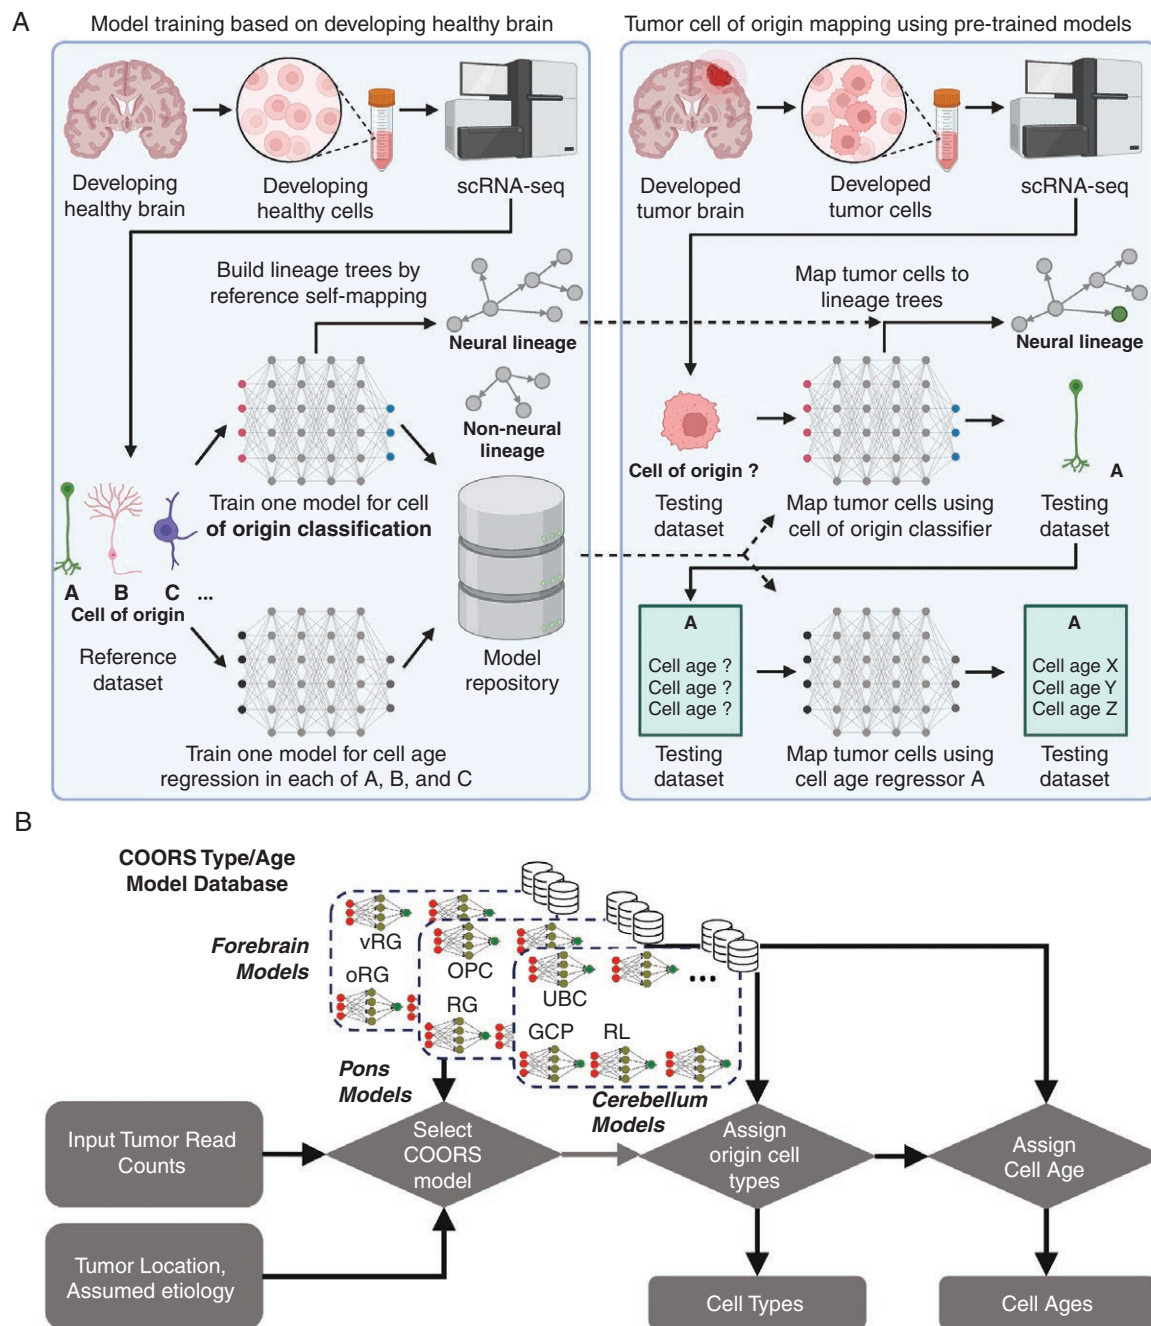 A
Model training based on developing healthy brain
Developing
healthy brain
Developing
healthy cells
scRNA-seq
Build lineage trees by
reference self-mapping
Neural lineage
Non-neural
lineage
Train one model for cell
of origin classification
A
B
C
...
Cell of origin
Reference
dataset
Model
repository
Train one model for cell age
regression in each of A, B, and C
Tumor cell of origin mapping using pre-trained models
Developed
tumor brain
Developed
tumor cells
scRNA-seq
Map tumor cells to
lineage trees
Neural lineage
Cell of origin ?
Testing
dataset
Map tumor cells using
cell of origin classifier
A
Testing
dataset
A
Cell age ?
Cell age ?
Cell age ?
Testing
dataset
Map tumor cells using
cell age regressor A
A
Cell age X
Cell age Y
Cell age Z
Testing
dataset
B
COORS Type/Age
Model Database
Forebrain
Models
vRG
oRG
Pons
Models
OPC
RG
Cerebellum
Models
UBC
...
GCP
RL
Input Tumor Read
Counts
Tumor Location,
Assumed etiology
Select
COORS
model
Assign
origin cell
types
Assign
Cell Age
Cell Types
Cell Ages